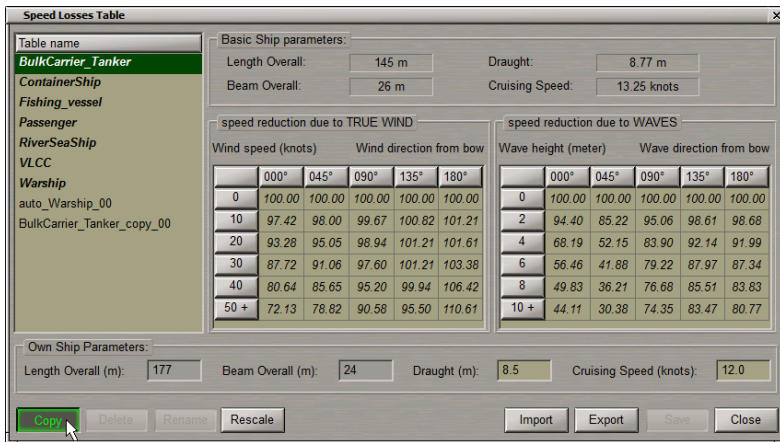 Speed Losses Table
Table name
BulkCarrier_Tanker
ContainerShip
Fishing_vessel
Passenger
RiverSeaShip
VLCC
Warship
auto_Warship_00
BulkCarrier_Tanker_copy_00
Basic Ship parameters:
Length Overall: 145 m Draught: 8.77 m
Beam Overall: 26 m Cruising Speed: 13.25 knots
speed reduction due to TRUE WIND
Wind speed (knots) Wind direction from bow
000° 045° 090° 135° 180°
0 100.00 100.00 100.00 100.00 100.00
10 97.42 98.00 99.67 100.82 101.21
20 93.28 95.05 98.94 101.21 101.61
30 87.72 91.06 97.60 101.21 103.38
40 80.64 85.65 95.20 99.94 106.42
50 + 72.13 78.82 90.58 95.50 110.61
speed reduction due to WAVES
Wave height (meter) Wave direction from bow
000° 045° 090° 135° 180°
0 100.00 100.00 100.00 100.00 100.00
2 94.40 85.22 95.06 98.61 98.68
4 68.19 52.15 83.90 92.14 91.99
6 56.46 41.88 79.22 87.97 87.34
8 49.83 36.21 76.68 85.51 83.83
10 + 44.11 30.38 74.35 83.47 80.77
Own Ship Parameters:
Length Overall (m): 177 Beam Overall (m): 24 Draught (m): 8.5 Cruising Speed (knots): 12.0
Copy Delete Rename Rescale Import Export Save Close